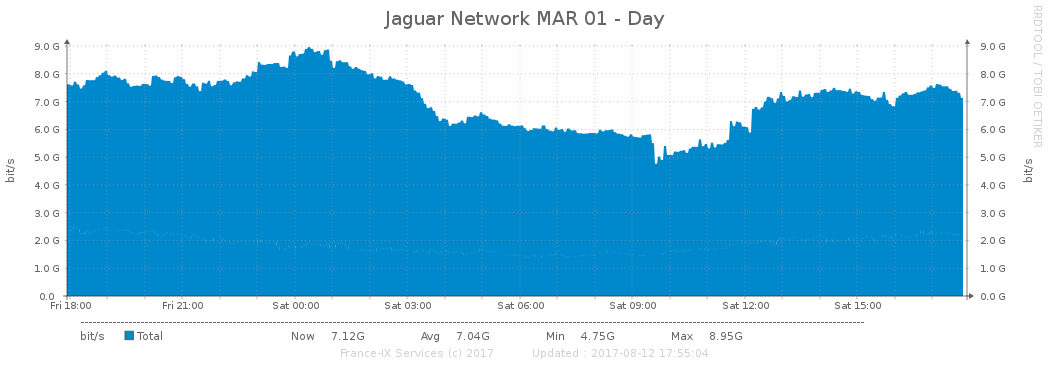 Jaguar Network MAR 01 - Day
RRDTOOL / TOBI OETIKER
bit/s
bit/s
9.0 G 9.0 G
8.0 G 8.0 G
7.0 G 7.0 G
6.0 G 6.0 G
5.0 G 5.0 G
4.0 G 4.0 G
3.0 G 3.0 G
2.0 G 2.0 G
1.0 G 1.0 G
0.0 0.0 G
Fri 18:00 Fri 21:00 Sat 00:00 Sat 03:00 Sat 06:00 Sat 09:00 Sat 12:00 Sat 15:00
bit/s Total Now 7.12G Avg 7.04G Min 4.75G Max 8.95G
France-IX Services (c) 2017 Updated : 2017-08-12 17:55:04